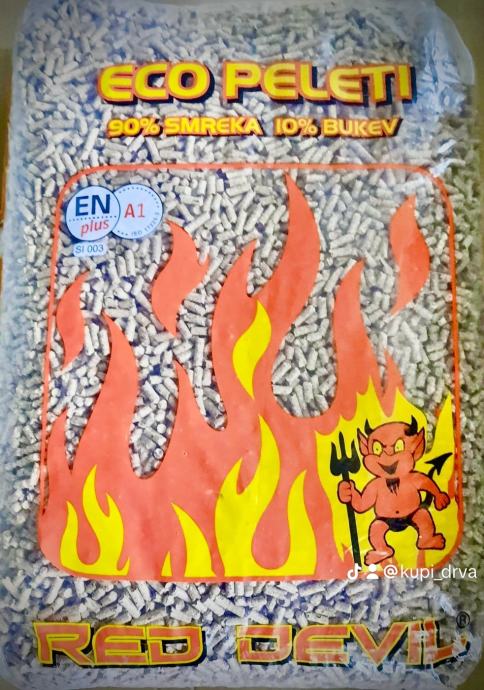 ECO PELETI
90% SMREKA 10% BUKEV
EN
plus
A1
SI 003
@kupi_drva
RED DEVIL®